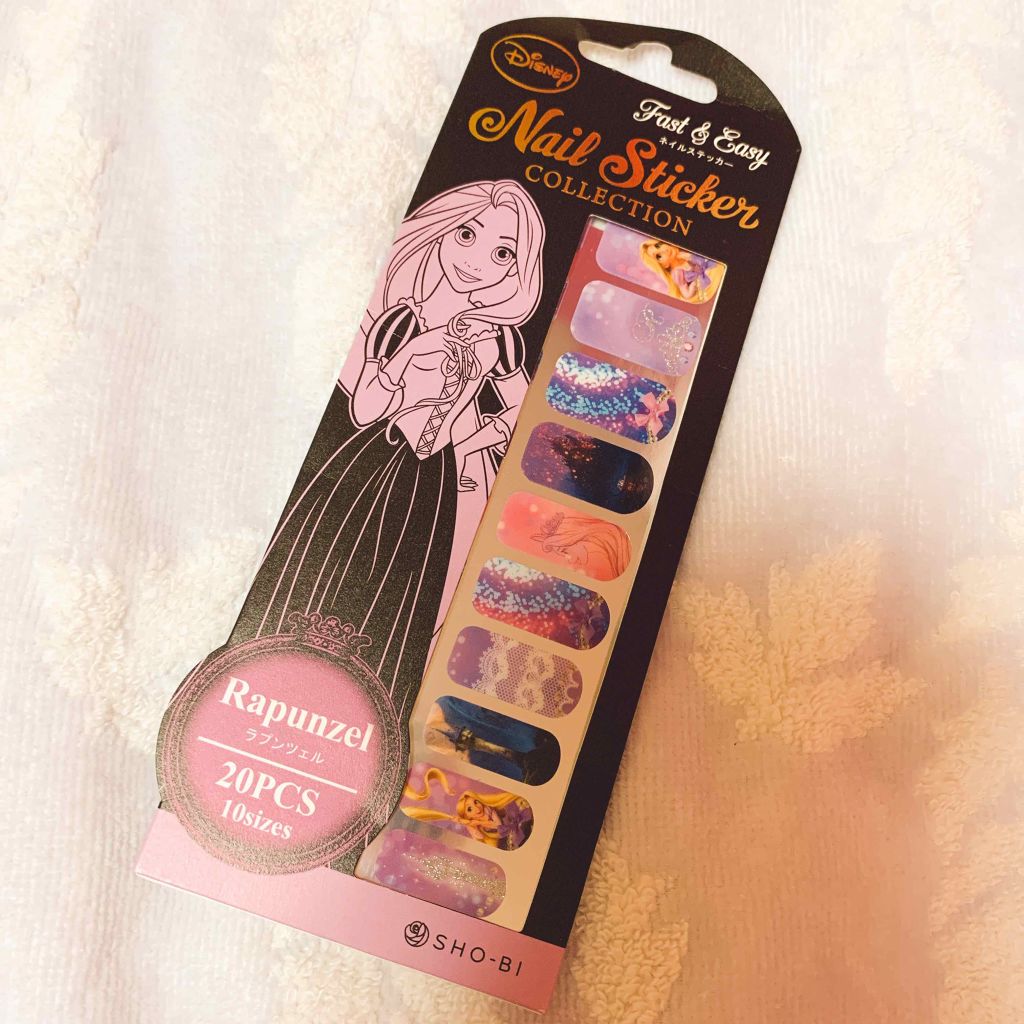 Disney
Fast & Easy
ネイルステッカー
Nail Sticker
COLLECTION
Rapunzel
ラプンツェル
20PCS
10sizes
SHO-BI